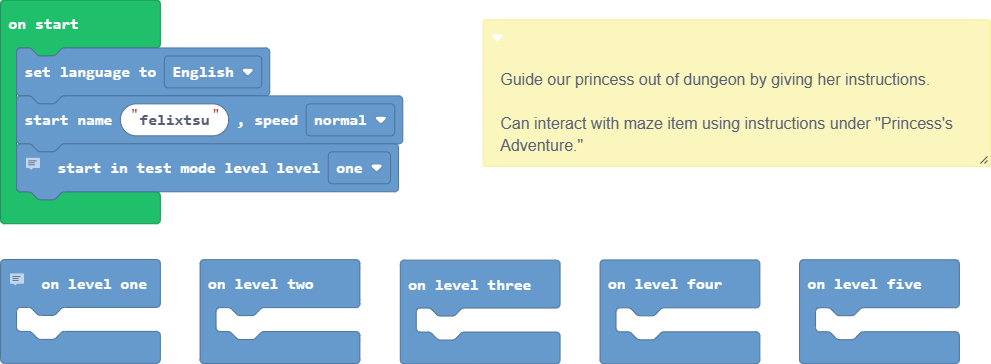 on start
set language to English
start name "felixtsu" , speed normal
start in test mode level level one
Guide our princess out of dungeon by giving her instructions.
Can interact with maze item using instructions under "Princess's
Adventure."
on level one
on level two
on level three
on level four
on level five